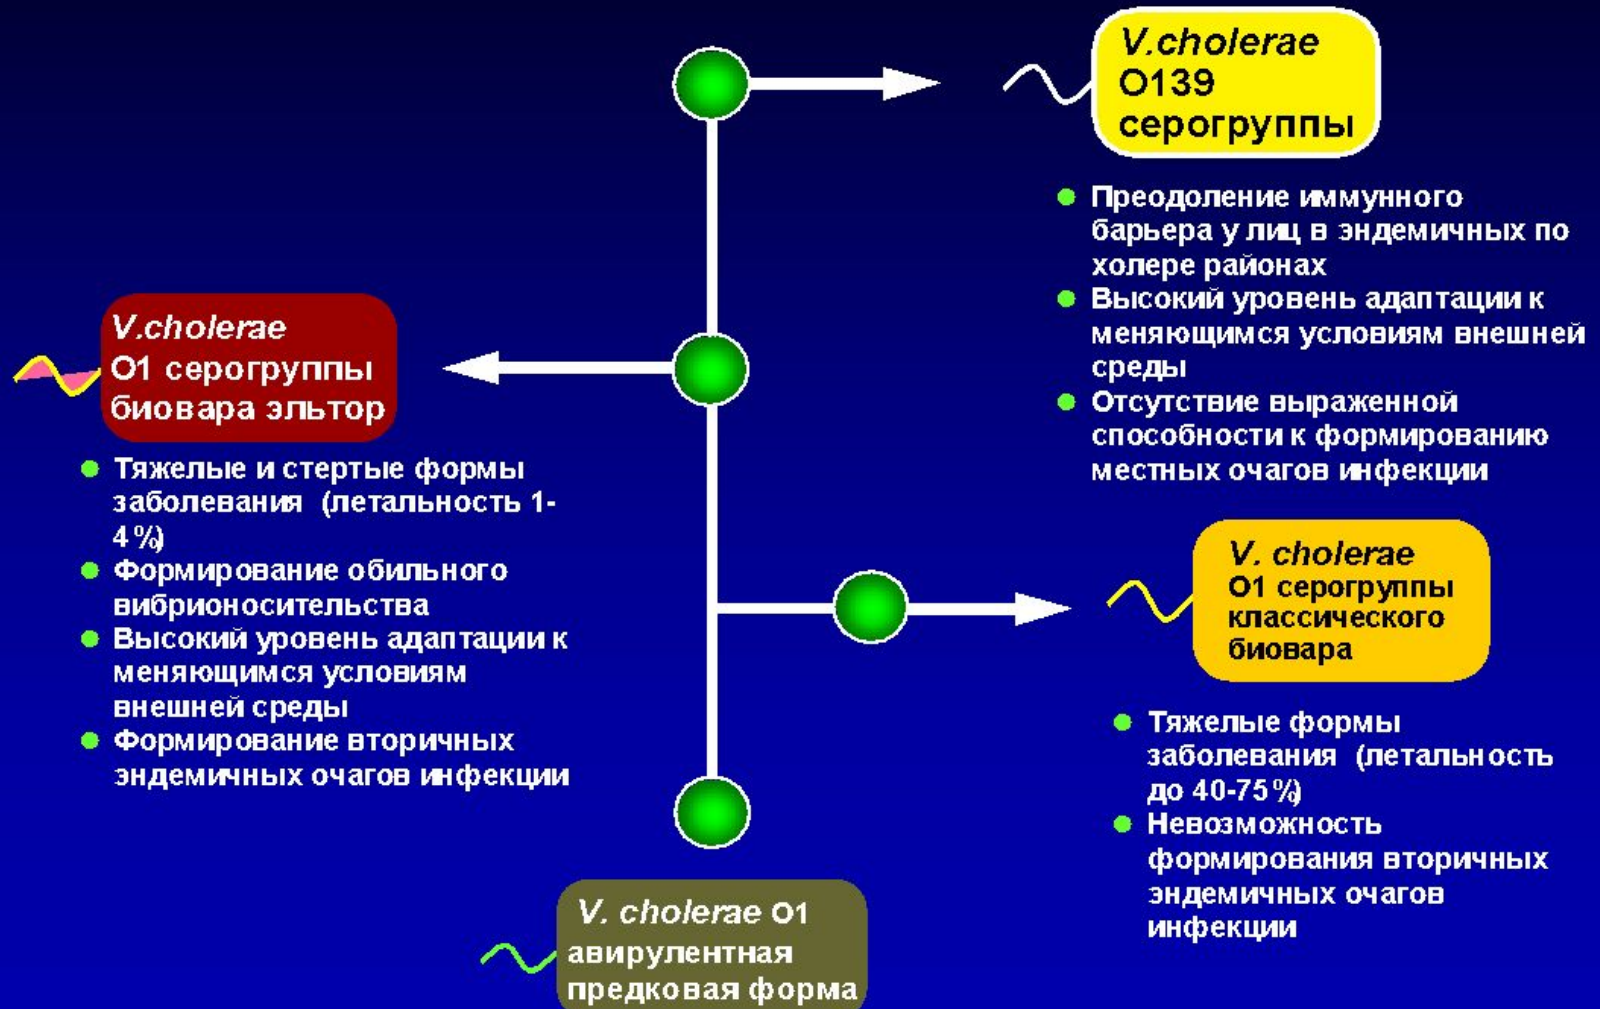 V.cholerae
O139
серогруппы
Преодоление иммунного
барьера у лиц в эндемичных по
холере районах
Высокий уровень адаптации к
меняющимся условиям внешней
среды
Отсутствие выраженной
способности к формированию
местных очагов инфекции
V.cholerae
O1 серогруппы
биовара эльтор
Тяжелые и стертые формы
заболевания (летальность 1-
4%)
Формирование обильного
вибрионосительства
Высокий уровень адаптации к
меняющимся условиям
внешней среды
Формирование вторичных
эндемичных очагов инфекции
V. cholerae
O1 серогруппы
классического
биовара
Тяжелые формы
заболевания (летальность
до 40-75%)
Невозможность
формирования вторичных
эндемичных очагов
инфекции
V. cholerae O1
авирулентная
предковая форма